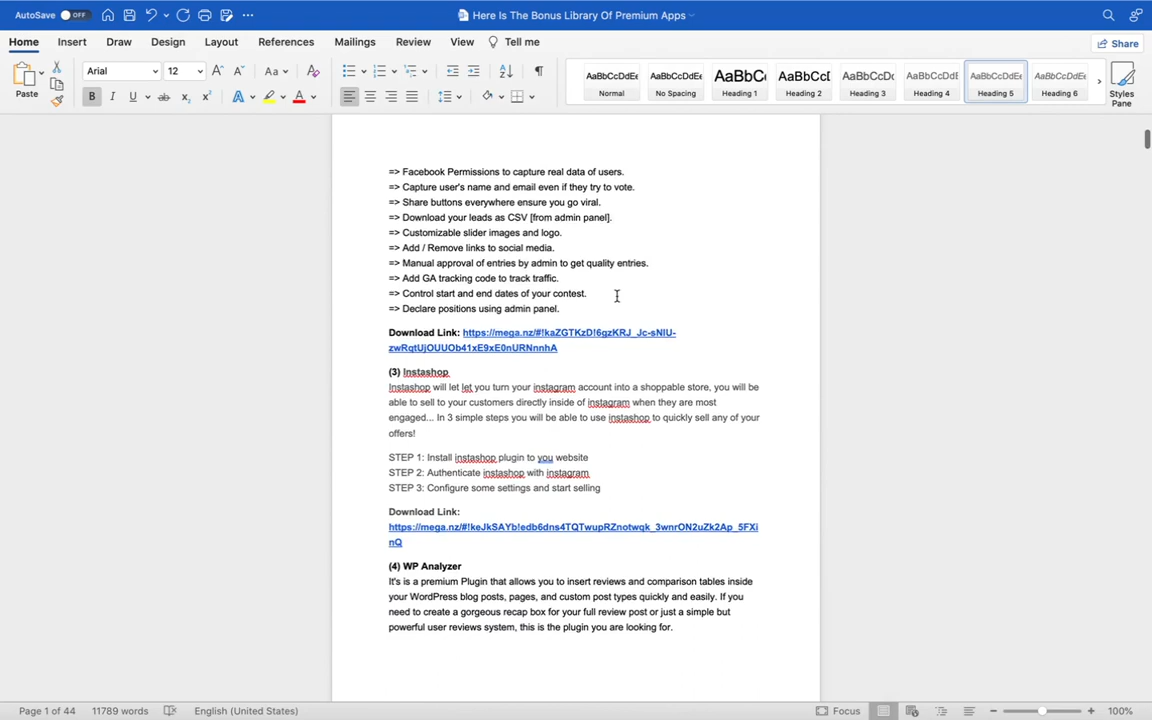 AutoSave OFF Here Is The Bonus Library Of Premium Apps
Home Insert Draw Design Layout References Mailings Review View Tell me Share
Paste Arial 12 Aa AaBbCcDdEe AaBbCcDdEe AaBbC AaBbCcD AaBbCcDc AaBbCcDdE AaBbCcDdEe AaBbCcDdEe
B I U ab x₂ x² A A Normal No Spacing Heading 1 Heading 2 Heading 3 Heading 4 Heading 5 Heading 6 Styles Pane
=> Facebook Permissions to capture real data of users.
=> Capture user's name and email even if they try to vote.
=> Share buttons everywhere ensure you go viral.
=> Download your leads as CSV [from admin panel].
=> Customizable slider images and logo.
=> Add / Remove links to social media.
=> Manual approval of entries by admin to get quality entries.
=> Add GA tracking code to track traffic.
=> Control start and end dates of your contest.
=> Declare positions using admin panel.
Download Link: https://mega.nz/#!kaZGTKzD!6gzKRJ_Jc-sNIU-
zwRqtUjOUUOb41xE9xE0nURNnnhA
(3) Instashop
Instashop will let let you turn your instagram account into a shoppable store, you will be
able to sell to your customers directly inside of instagram when they are most
engaged... In 3 simple steps you will be able to use instashop to quickly sell any of your
offers!
STEP 1: Install instashop plugin to you website
STEP 2: Authenticate instashop with instagram
STEP 3: Configure some settings and start selling
Download Link:
https://mega.nz/#!keJkSAYb!edb6dns4TQTwupRZnotwqk_3wnrON2uZk2Ap_5FXi
nQ
(4) WP Analyzer
It's is a premium Plugin that allows you to insert reviews and comparison tables inside
your WordPress blog posts, pages, and custom post types quickly and easily. If you
need to create a gorgeous recap box for your full review post or just a simple but
powerful user reviews system, this is the plugin you are looking for.
Page 1 of 44 11789 words English (United States) Focus 100%